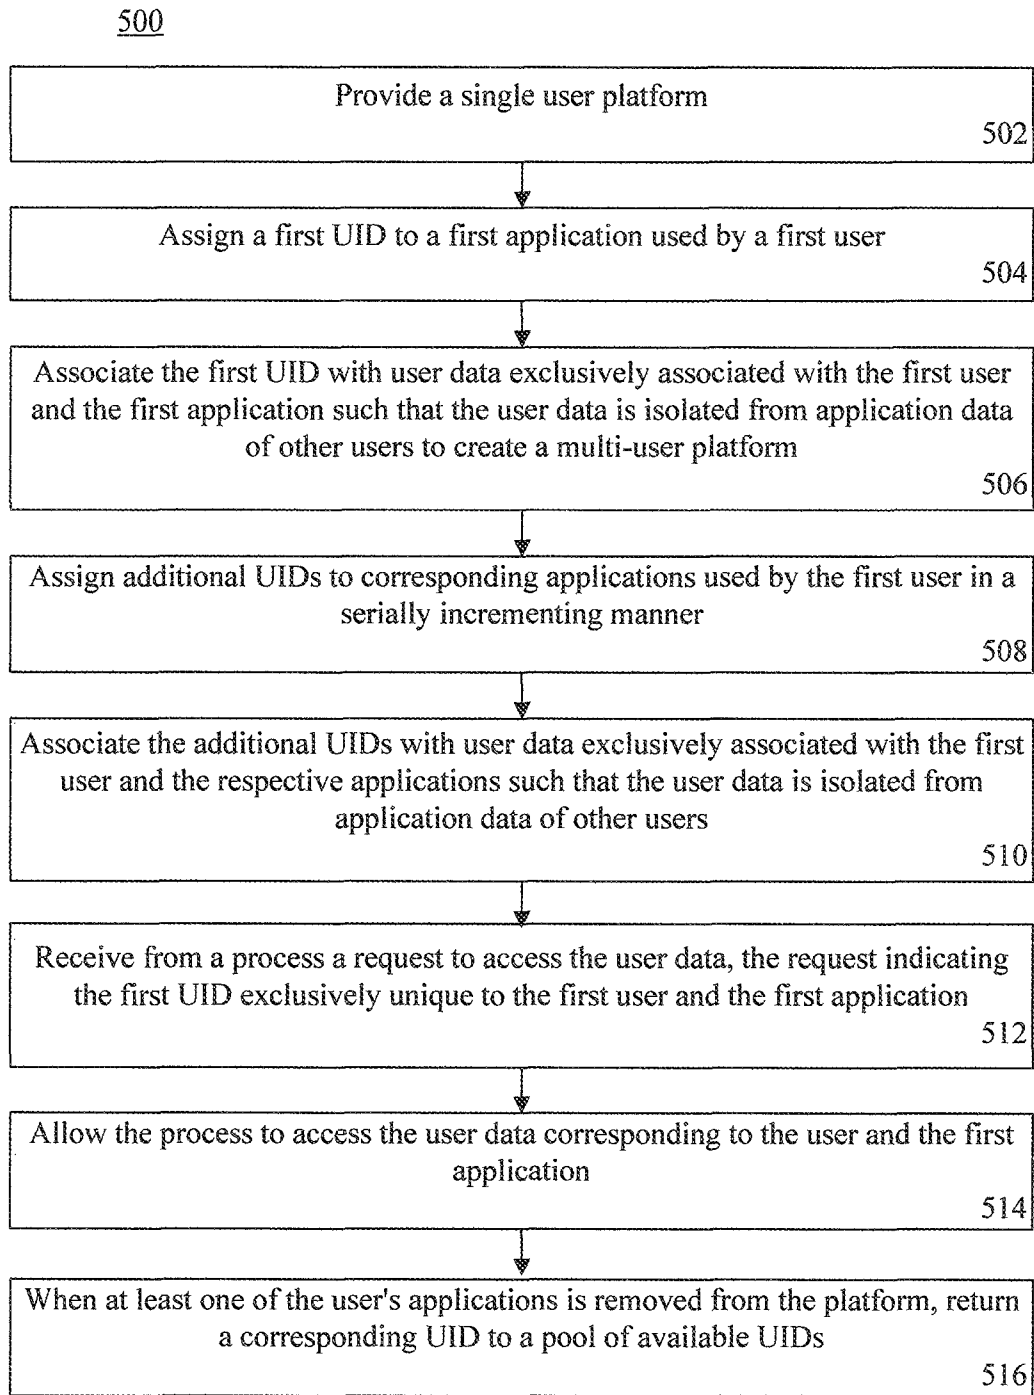 500
Provide a single user platform
502
Assign a first UID to a first application used by a first user
504
Associate the first UID with user data exclusively associated with the first user
and the first application such that the user data is isolated from application data
of other users to create a multi-user platform
506
Assign additional UIDs to corresponding applications used by the first user in a
serially incrementing manner
508
Associate the additional UIDs with user data exclusively associated with the first
user and the respective applications such that the user data is isolated from
application data of other users
510
Receive from a process a request to access the user data, the request indicating
the first UID exclusively unique to the first user and the first application
512
Allow the process to access the user data corresponding to the user and the first
application
514
When at least one of the user's applications is removed from the platform, return
a corresponding UID to a pool of available UIDs
516